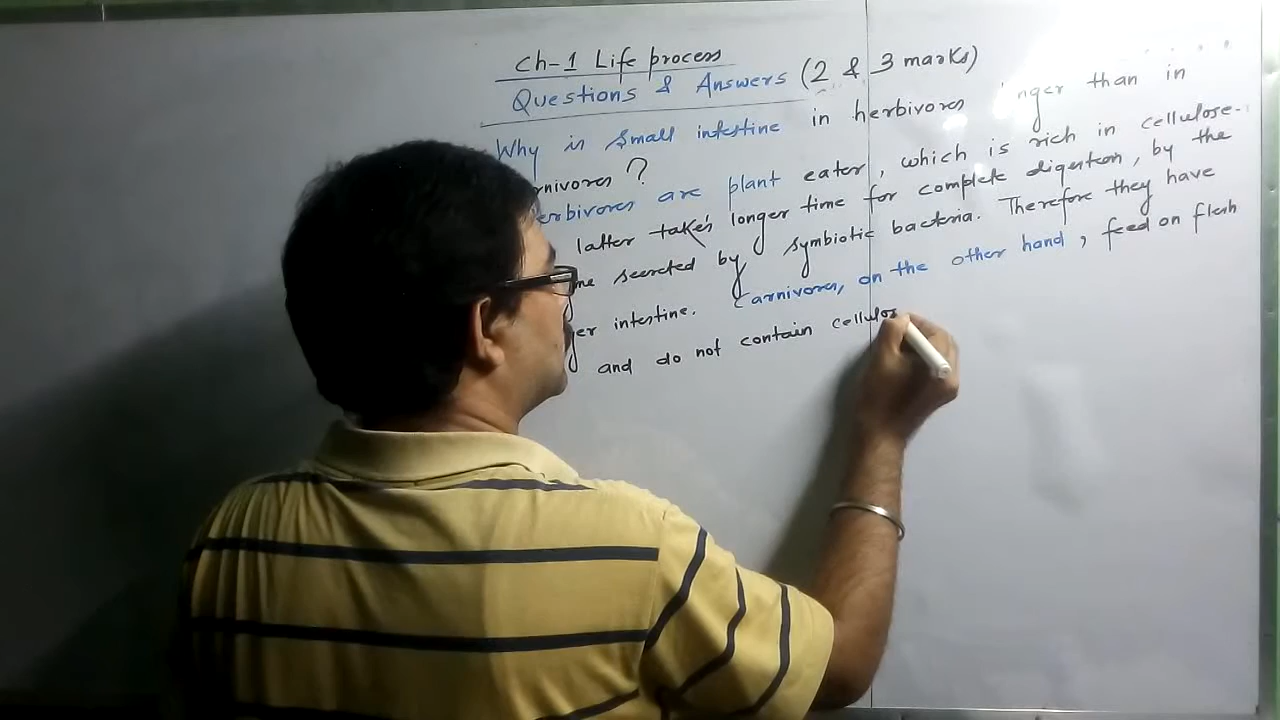 Ch-1 Life process
Questions & Answers (2 & 3 marks)
Why is small intestine in herbivores nger than in
rnivores ?
erbivores are plant eater, which is rich in cellulose.
latter takes longer time for complete digestion, by the
me secreted by symbiotic bacteria. Therefore they have
ger intestine. Carnivores, on the other hand, feed on flesh
and do not contain cellulos